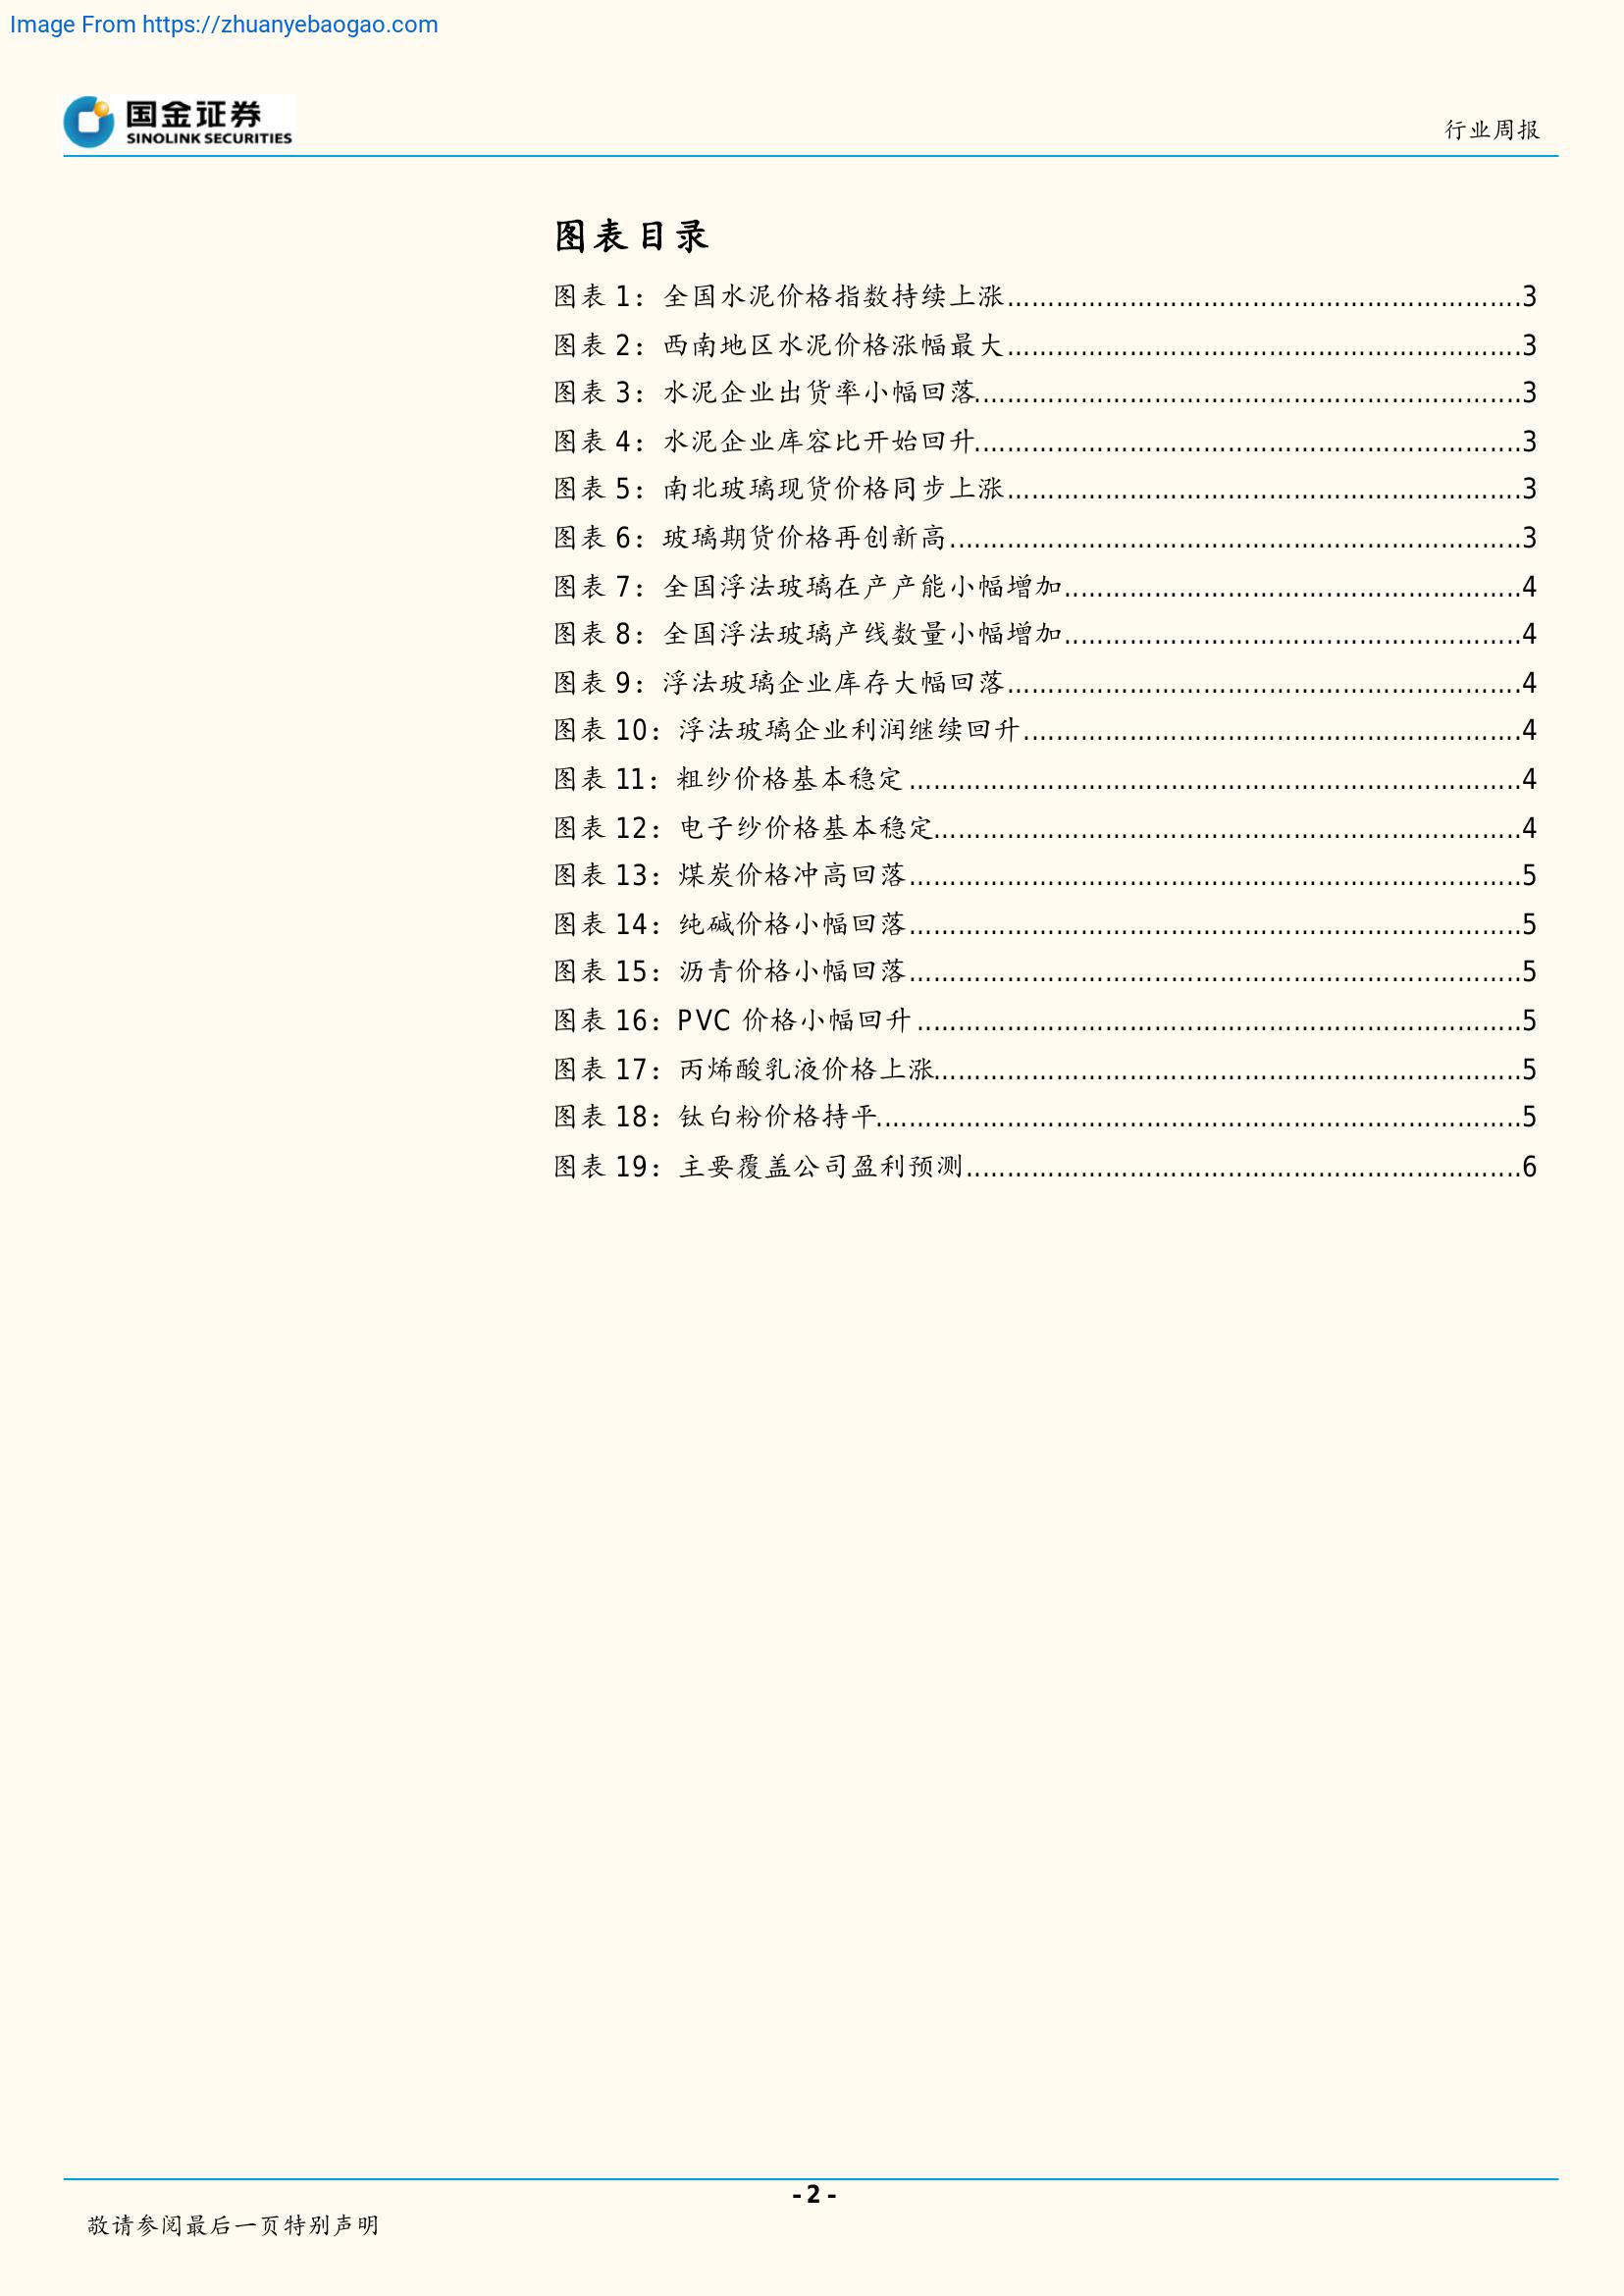 Image From https://zhuanyebaogao.com
国金证券
SINOLINK SECURITIES
行业周报
图表目录
图表 1：全国水泥价格指数持续上涨................................................................3
图表 2：西南地区水泥价格涨幅最大................................................................3
图表 3：水泥企业出货率小幅回落....................................................................3
图表 4：水泥企业库容比开始回升....................................................................3
图表 5：南北玻璃现货价格同步上涨................................................................3
图表 6：玻璃期货价格再创新高........................................................................3
图表 7：全国浮法玻璃在产产能小幅增加.........................................................4
图表 8：全国浮法玻璃产线数量小幅增加.........................................................4
图表 9：浮法玻璃企业库存大幅回落................................................................4
图表 10：浮法玻璃企业利润继续回升..............................................................4
图表 11：粗纱价格基本稳定............................................................................4
图表 12：电子纱价格基本稳定.........................................................................4
图表 13：煤炭价格冲高回落............................................................................5
图表 14：纯碱价格小幅回落............................................................................5
图表 15：沥青价格小幅回落............................................................................5
图表 16：PVC 价格小幅回升...........................................................................5
图表 17：丙烯酸乳液价格上涨.........................................................................5
图表 18：钛白粉价格持平................................................................................5
图表 19：主要覆盖公司盈利预测.....................................................................6
- 2 -
敬请参阅最后一页特别声明